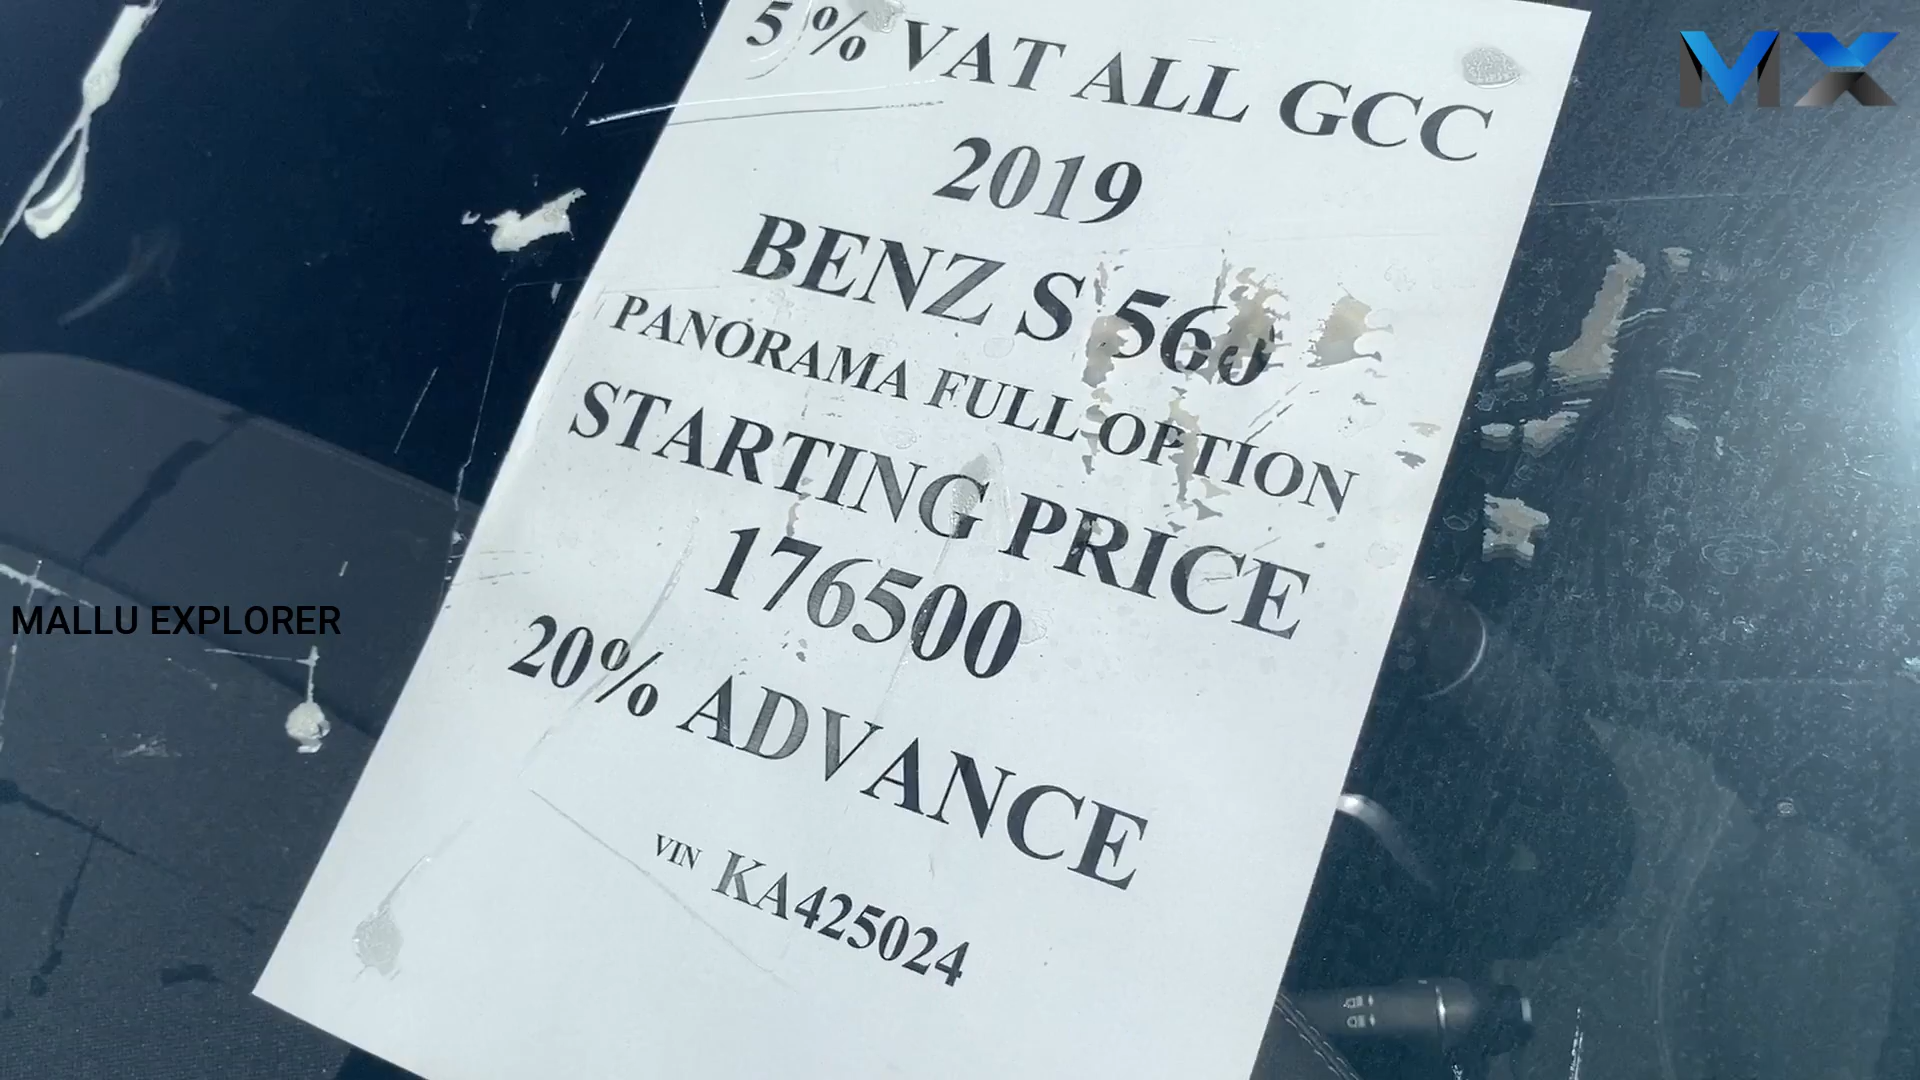 5% VAT ALL GCC
2019
BENZ S 560
PANORAMA FULL OPTION
STARTING PRICE
176500
20% ADVANCE
VIN KA425024
MX
MALLU EXPLORER